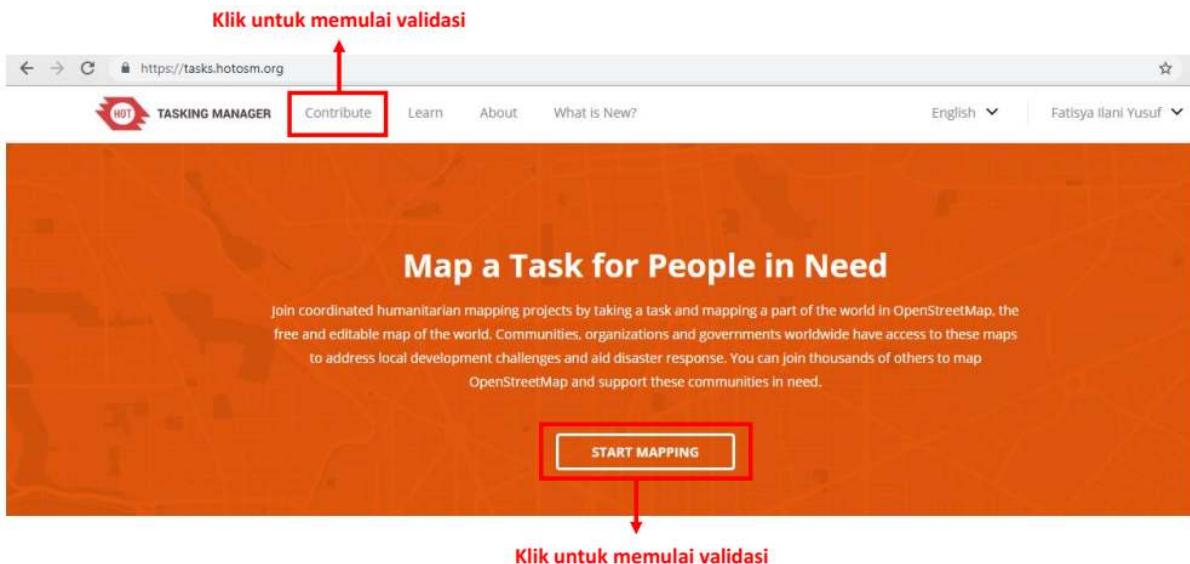 Klik untuk memulai validasi
https://tasks.hotosm.org
HOT TASKING MANAGER Contribute Learn About What is New? English Fatisya Ilani Yusuf
Map a Task for People in Need
Join coordinated humanitarian mapping projects by taking a task and mapping a part of the world in OpenStreetMap, the
free and editable map of the world. Communities, organizations and governments worldwide have access to these maps
to address local development challenges and aid disaster response. You can join thousands of others to map
OpenStreetMap and support these communities in need.
START MAPPING
Klik untuk memulai validasi